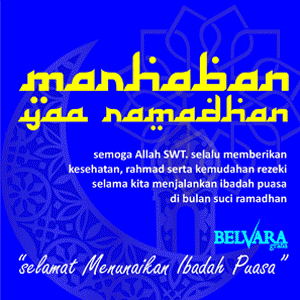 marhaban
yaa ramadhan
semoga Allah SWT. selalu memberikan
kesehatan, rahmad serta kemudahan rezeki
selama kita menjalankan ibadah puasa
di bulan suci ramadhan
BELVARA
"selamat Menunaikan Ibadah Puasa"